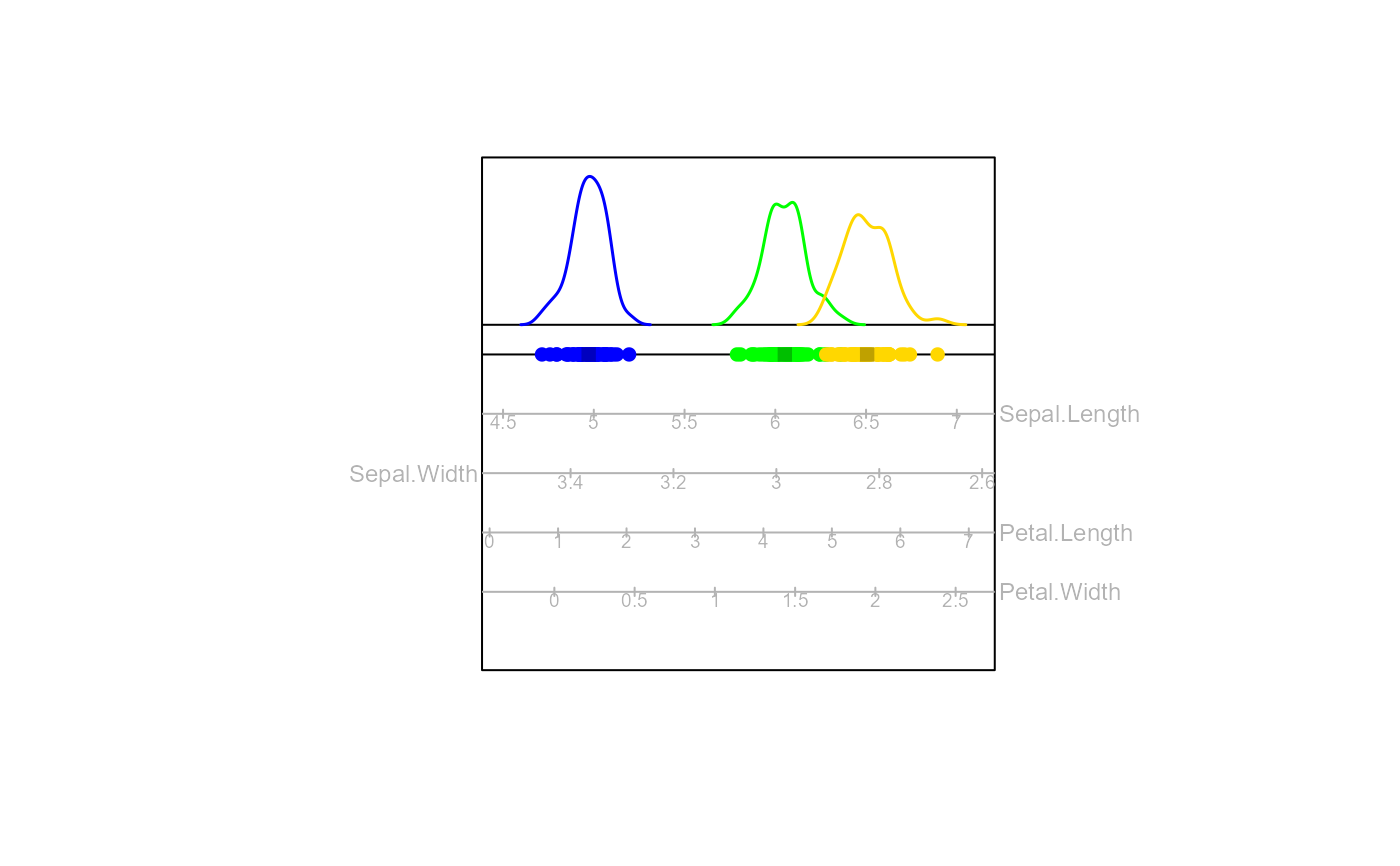 4.5 5 5.5 6 6.5 7 Sepal.Length
Sepal.Width 3.4 3.2 3 2.8 2.6
0 1 2 3 4 5 6 7 Petal.Length
0 0.5 1 1.5 2 2.5 Petal.Width